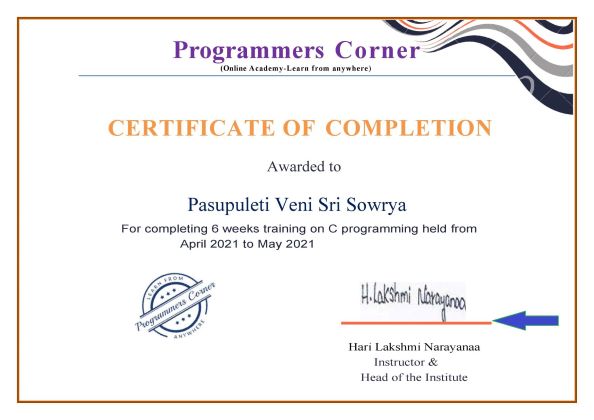 Programmers Corner
(Online Academy-Learn from anywhere)
CERTIFICATE OF COMPLETION
Awarded to
Pasupuleti Veni Sri Sowrya
For completing 6 weeks training on C programming held from
April 2021 to May 2021
LEARN FROM
Programmers Corner
ANYWHERE
H.Lakshmi Narayanaa
Hari Lakshmi Narayanaa
Instructor &
Head of the Institute